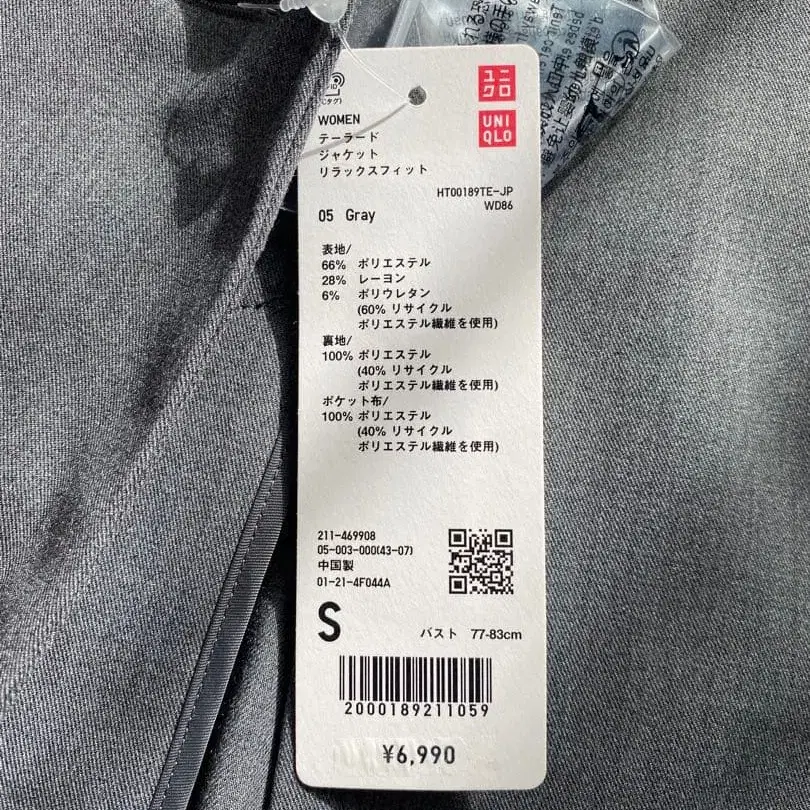 ユニ
クロ
UNI
QLO
WOMEN
テーラード
ジャケット
リラックスフィット
HT00189TE-JP
WD86
05 Gray
表地/
66% ポリエステル
28% レーヨン
6% ポリウレタン
(60% リサイクル
ポリエステル繊維を使用)
裏地/
100% ポリエステル
(40% リサイクル
ポリエステル繊維を使用)
ポケット布/
100% ポリエステル
(40% リサイクル
ポリエステル繊維を使用)
211-469908
05-003-000(43-07)
中国製
01-21-4F044A
S
バスト 77-83cm
2000189211059
¥6,990